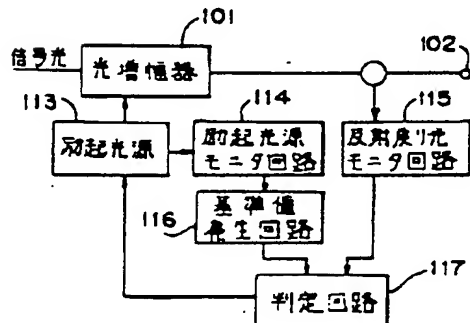 101
102
信号光
光増幅器
113
114
115
励起光源
励起光源
モニタ回路
反射戻り光
モニタ回路
116
基準値
発生回路
117
判定回路